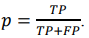 p = TP / TP+FP.